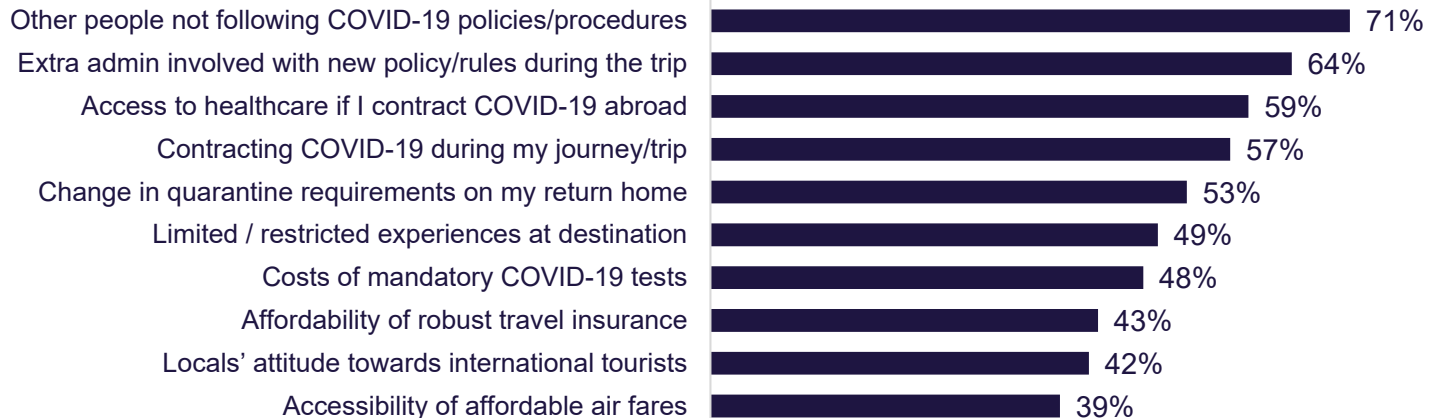 Other people not following COVID-19 policies/procedures 71%
Extra admin involved with new policy/rules during the trip 64%
Access to healthcare if I contract COVID-19 abroad 59%
Contracting COVID-19 during my journey/trip 57%
Change in quarantine requirements on my return home 53%
Limited / restricted experiences at destination 49%
Costs of mandatory COVID-19 tests 48%
Affordability of robust travel insurance 43%
Locals’ attitude towards international tourists 42%
Accessibility of affordable air fares 39%